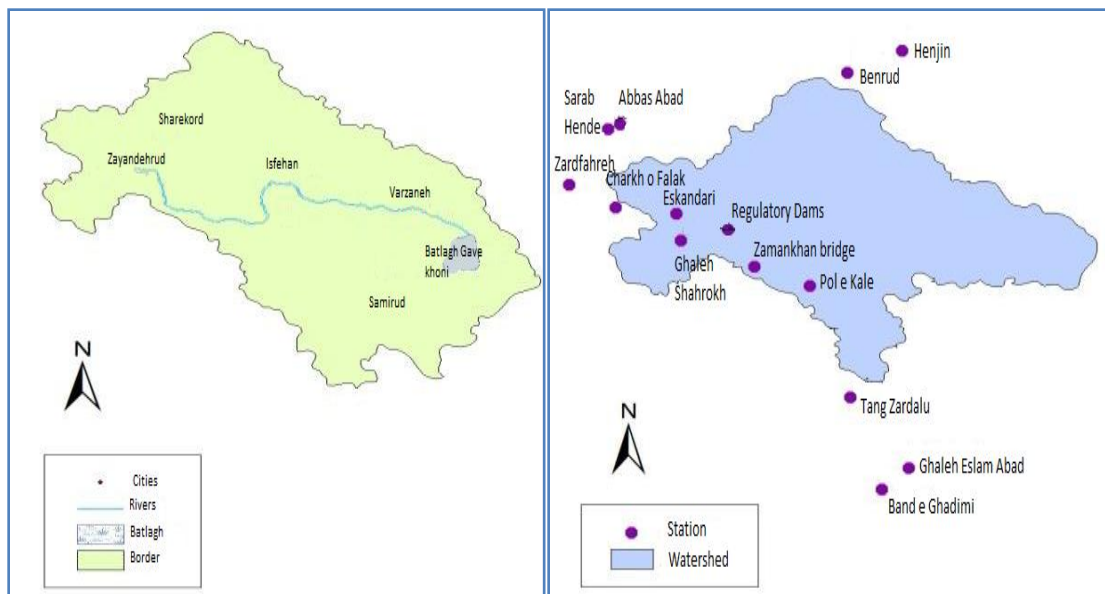 Sharekord
Zayandehrud
Isfehan
Varzaneh
Batlagh Gave
khoni
Samirud
N
Cities
Rivers
Batlagh
Border
Henjin
Benrud
Sarab
Hende
Abbas Abad
Zardfahreh
Charkh o Falak
Eskandari
Regulatory Dams
Ghaleh
Shahrokh
Zamankhan bridge
Pol e Kale
Tang Zardalu
N
Ghaleh Eslam Abad
Band e Ghadimi
Station
Watershed